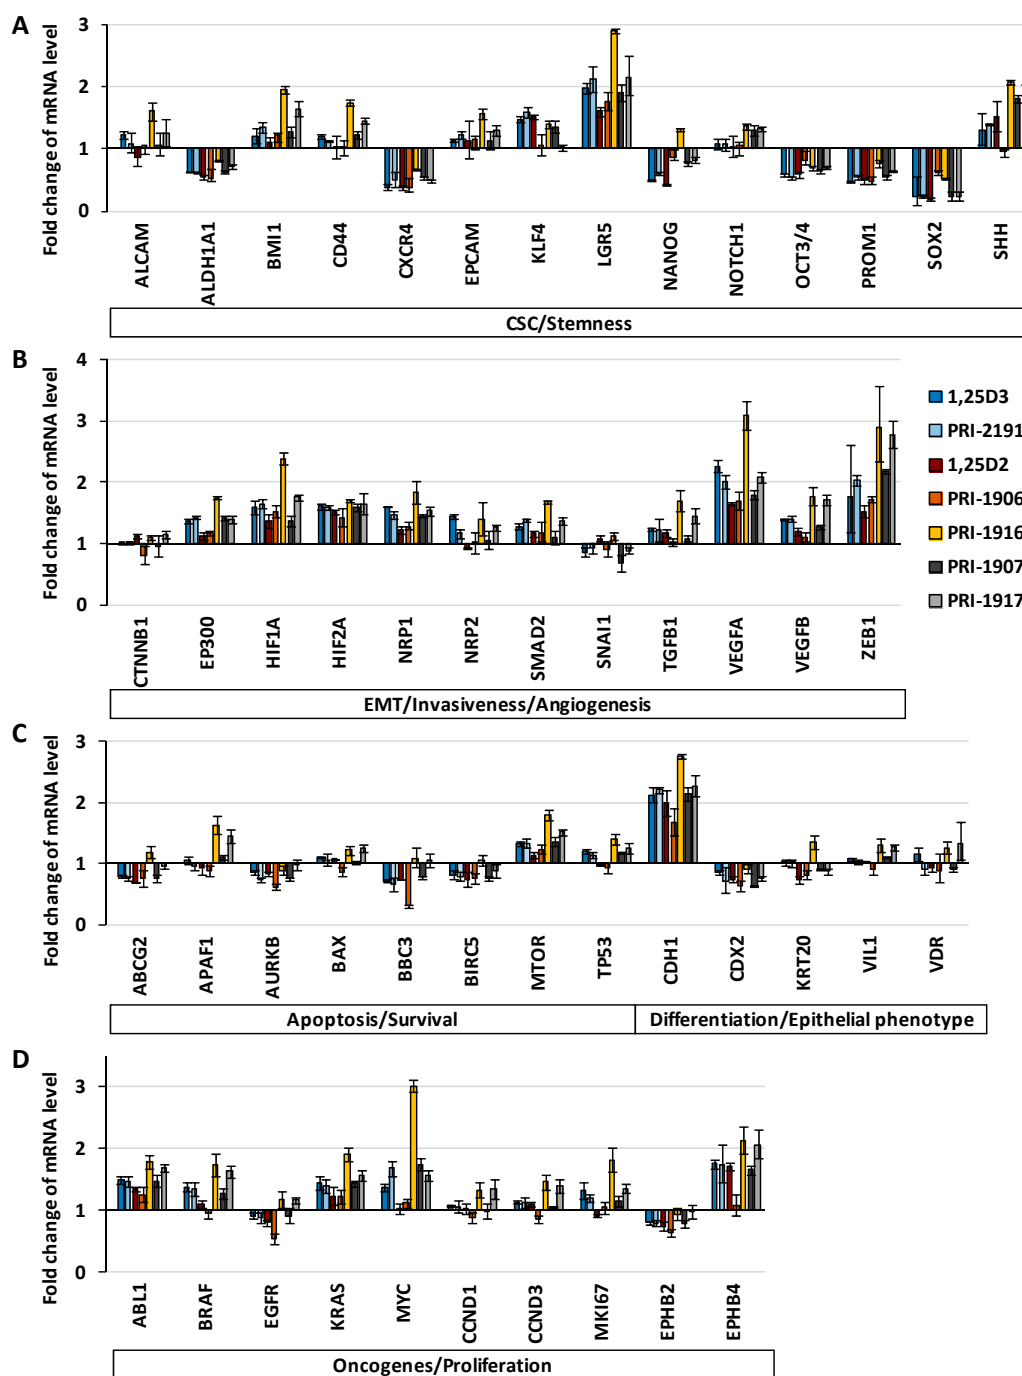 A
Fold change of mRNA level
3
2
1
0
ALCAM
ALDH1A1
BMI1
CD44
CXCR4
EPCAM
KLF4
LGR5
NANOG
NOTCH1
OCT3/4
PROM1
SOX2
SHH
CSC/Stemness
B
Fold change of mRNA level
4
3
2
1
0
CTNNB1
EP300
HIF1A
HIF2A
NRP1
NRP2
SMAD2
SNAI1
TGFB1
VEGFA
VEGFB
ZEB1
EMT/Invasiveness/Angiogenesis
1,25D3
PRI-2191
1,25D2
PRI-1906
PRI-1916
PRI-1907
PRI-1917
C
Fold change of mRNA level
3
2
1
0
ABCG2
APAF1
AURKB
BAX
BBC3
BIRC5
MTOR
TP53
CDH1
CDX2
KRT20
VIL1
VDR
Apoptosis/Survival
Differentiation/Epithelial phenotype
D
Fold change of mRNA level
3
2
1
0
ABL1
BRAF
EGFR
KRAS
MYC
CCND1
CCND3
MKI67
EPHB2
EPHB4
Oncogenes/Proliferation